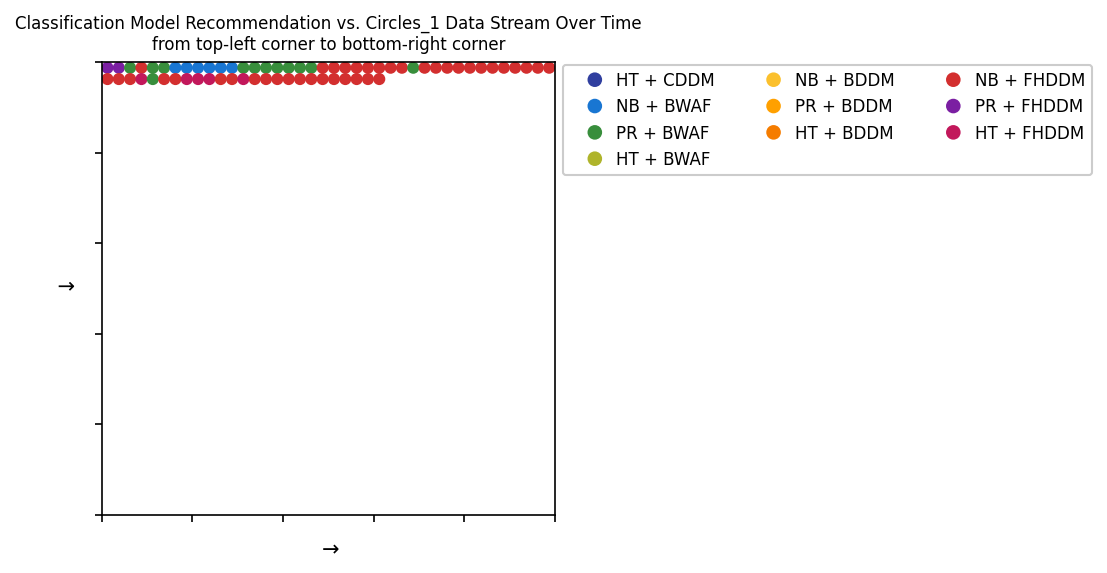 Classification Model Recommendation vs. Circles_1 Data Stream Over Time
from top-left corner to bottom-right corner
HT + CDDM
NB + BWAF
PR + BWAF
HT + BWAF
NB + BDDM
PR + BDDM
HT + BDDM
NB + FHDDM
PR + FHDDM
HT + FHDDM
→
→